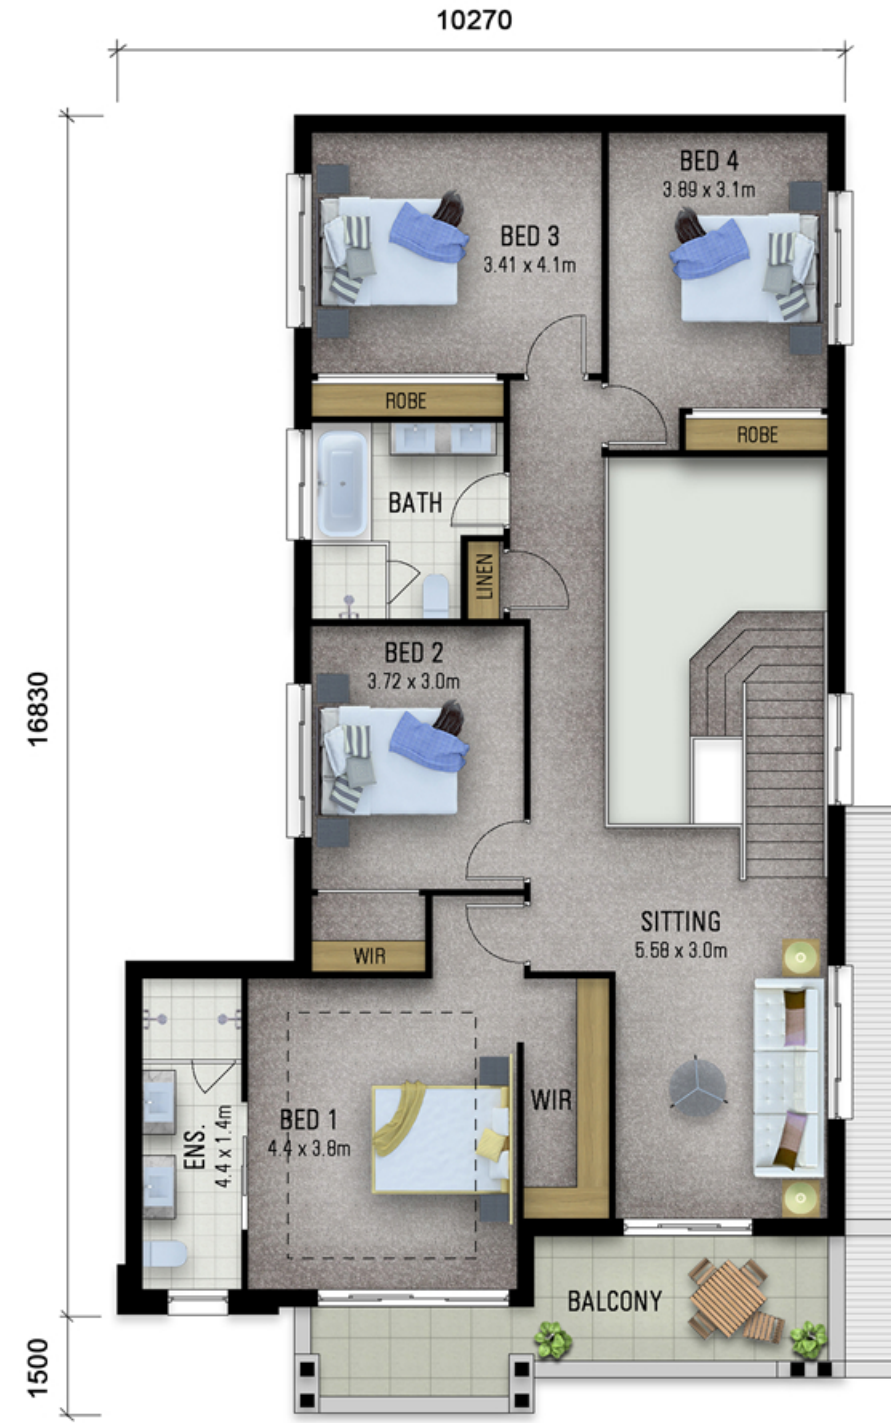 10270
BED 4
3.89 x 3.1m
BED 3
3.41 x 4.1m
ROBE
ROBE
BATH
LINEN
BED 2
3.72 x 3.0m
16830
SITTING
5.58 x 3.0m
WIR
WIR
BED 1
4.4 x 3.8m
ENS.
4.4 x 1.4m
BALCONY
1500